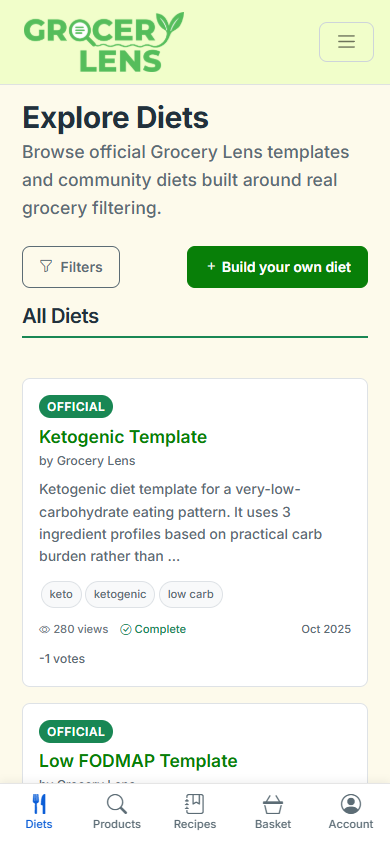 GROCERY
LENS
Explore Diets
Browse official Grocery Lens templates
and community diets built around real
grocery filtering.
Filters
+ Build your own diet
All Diets
OFFICIAL
Ketogenic Template
by Grocery Lens
Ketogenic diet template for a very-low-
carbohydrate eating pattern. It uses 3
ingredient profiles based on practical carb
burden rather than ...
keto ketogenic low carb
280 views Complete Oct 2025
-1 votes
OFFICIAL
Low FODMAP Template
by Grocery Lens
Diets Products Recipes Basket Account